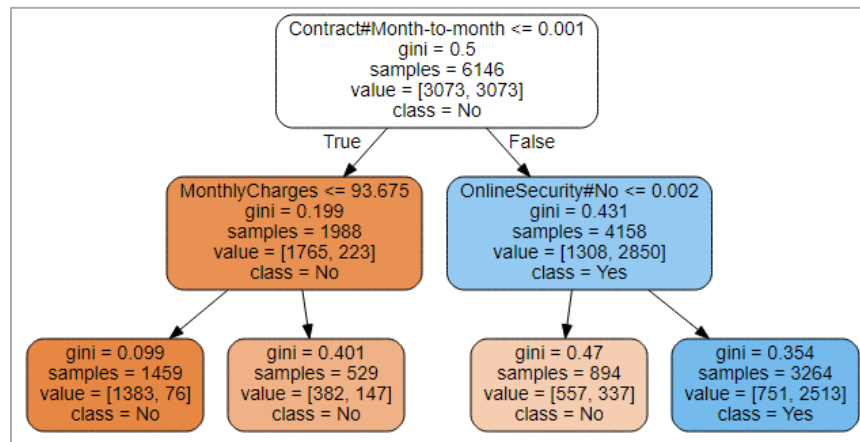 Contract#Month-to-month <= 0.001
gini = 0.5
samples = 6146
value = [3073, 3073]
class = No
True
False
MonthlyCharges <= 93.675
gini = 0.199
samples = 1988
value = [1765, 223]
class = No
OnlineSecurity#No <= 0.002
gini = 0.431
samples = 4158
value = [1308, 2850]
class = Yes
gini = 0.099
samples = 1459
value = [1383, 76]
class = No
gini = 0.401
samples = 529
value = [382, 147]
class = No
gini = 0.47
samples = 894
value = [557, 337]
class = No
gini = 0.354
samples = 3264
value = [751, 2513]
class = Yes